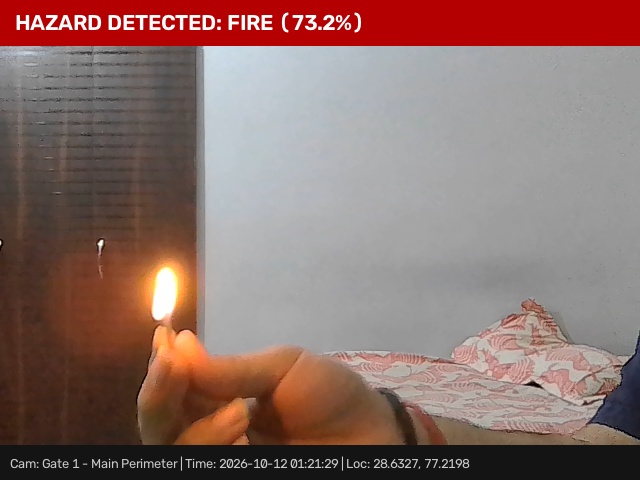 HAZARD DETECTED: FIRE (73.2%)
Cam: Gate 1 - Main Perimeter | Time: 2026-10-12 01:21:29 | Loc: 28.6327, 77.2198